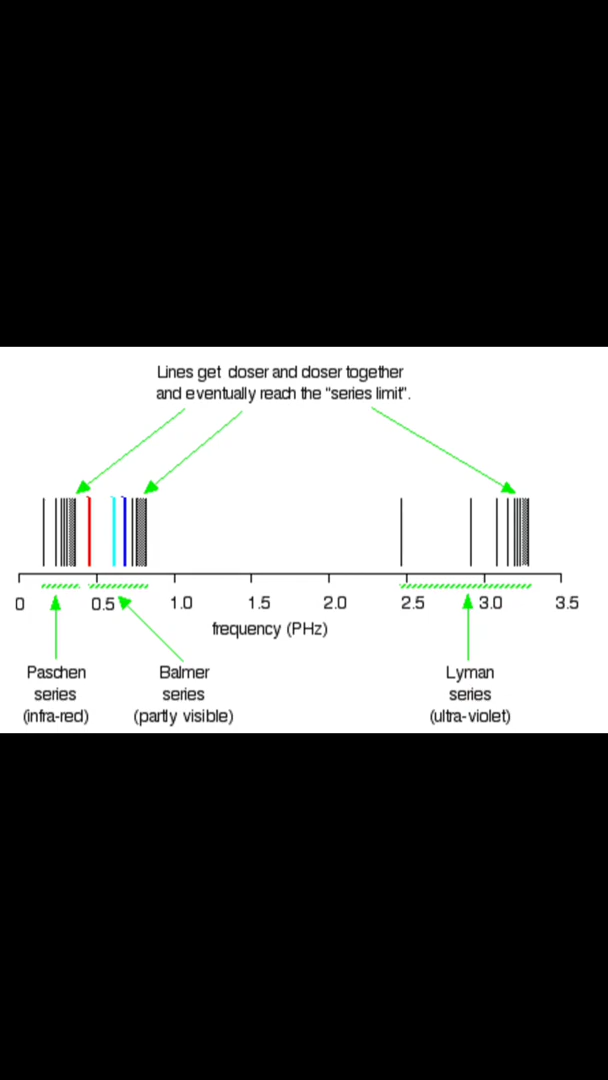 Lines get closer and closer together
and eventually reach the "series limit".
0 0.5 1.0 1.5 2.0 2.5 3.0 3.5
frequency (PHz)
Paschen
series
(infra-red)
Balmer
series
(partly visible)
Lyman
series
(ultra-violet)